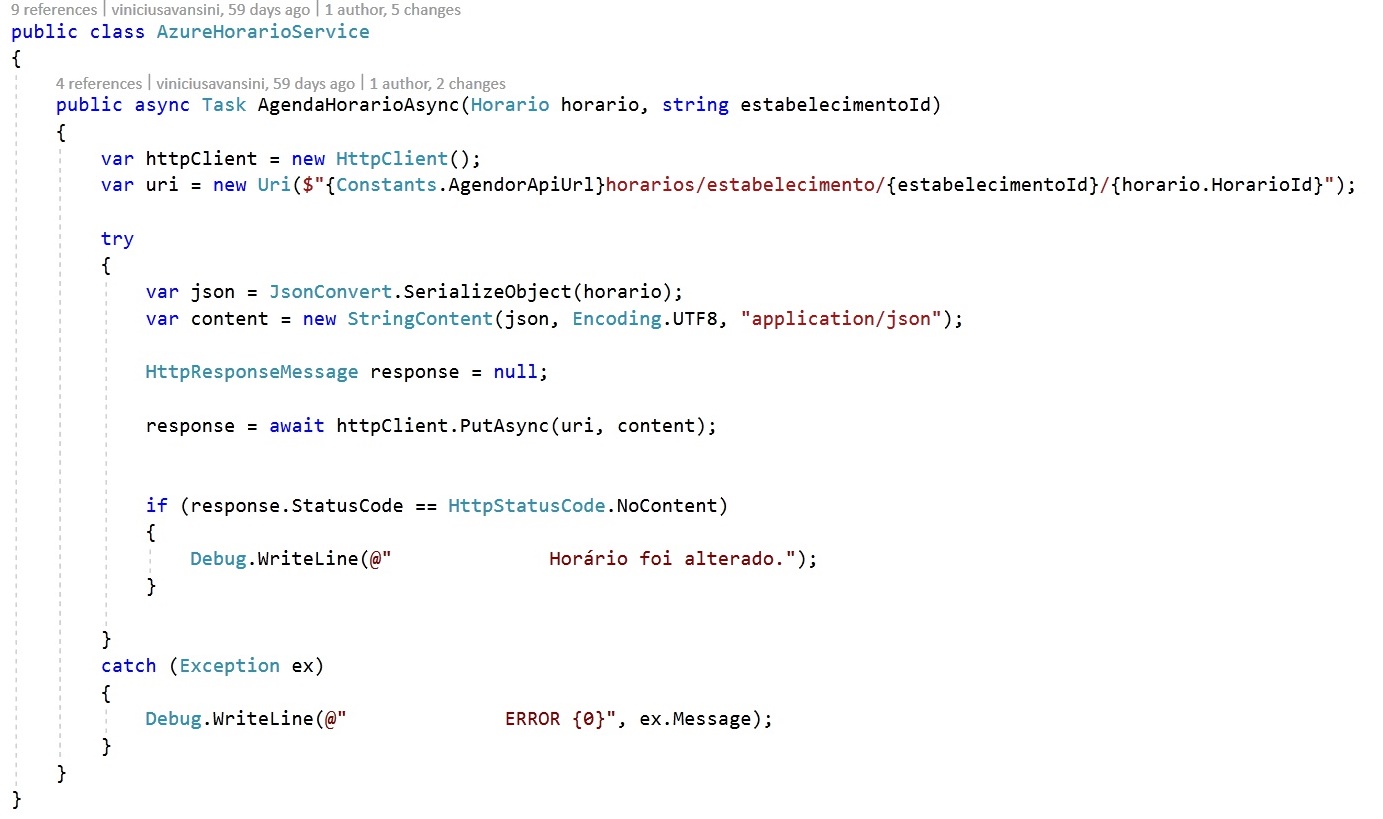 9 references | viniciusavansini, 59 days ago | 1 author, 5 changes
public class AzureHorarioService
{
4 references | viniciusavansini, 59 days ago | 1 author, 2 changes
public async Task AgendaHorarioAsync(Horario horario, string estabelecimentoId)
{
var httpClient = new HttpClient();
var uri = new Uri($"{Constants.AgendorApiUrl}horarios/estabelecimento/{estabelecimentoId}/{horario.HorarioId}");
try
{
var json = JsonConvert.SerializeObject(horario);
var content = new StringContent(json, Encoding.UTF8, "application/json");
HttpResponseMessage response = null;
response = await httpClient.PutAsync(uri, content);
if (response.StatusCode == HttpStatusCode.NoContent)
{
Debug.WriteLine(@"              Horário foi alterado.");
}
}
catch (Exception ex)
{
Debug.WriteLine(@"              ERROR {0}", ex.Message);
}
}
}